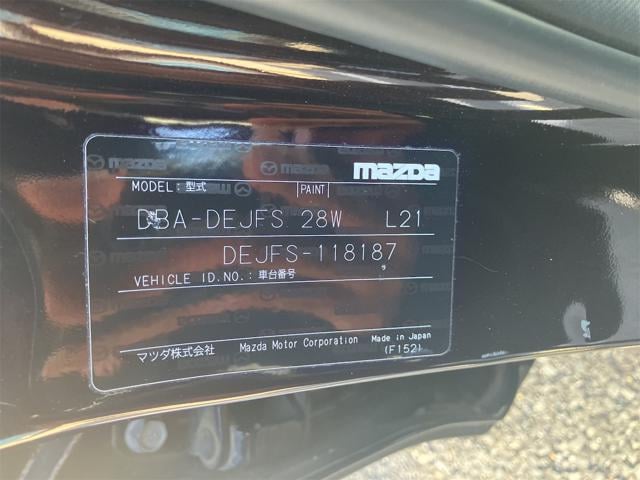 mazda
MODEL:型式 PAINT
DBA-DEJFS 28W L21
DEJFS-118187
VEHICLE ID.NO.:車台番号
マツダ株式会社 Mazda Motor Corporation Made in Japan
(F152)